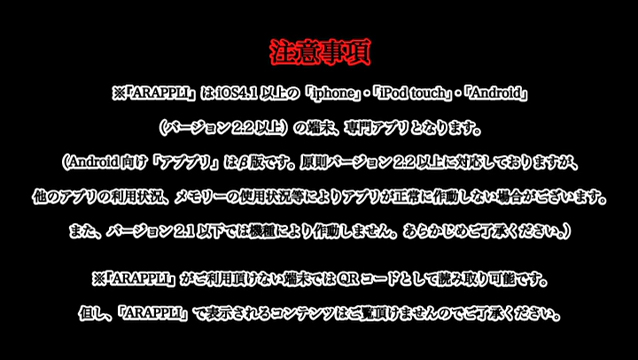 注意事項
※『ARAPPLI』はiOS4.1以上の「iphone」・「iPod touch」・「Android」
（バージョン2.2以上）の端末、専門アプリとなります。
（Android向け「アプブリ」はβ版です。原則バージョン2.2以上に対応しておりますが、
他のアプリの利用状況、メモリーの使用状況等によりアプリが正常に作動しない場合がございます。
また、バージョン2.1以下では機種により作動しません。あらかじめご了承ください。）
※『ARAPPLI』がご利用頂けない端末ではQRコードとして読み取り可能です。
但し、「ARAPPLI」で表示されるコンテンツはご覧頂けませんのでご了承ください。